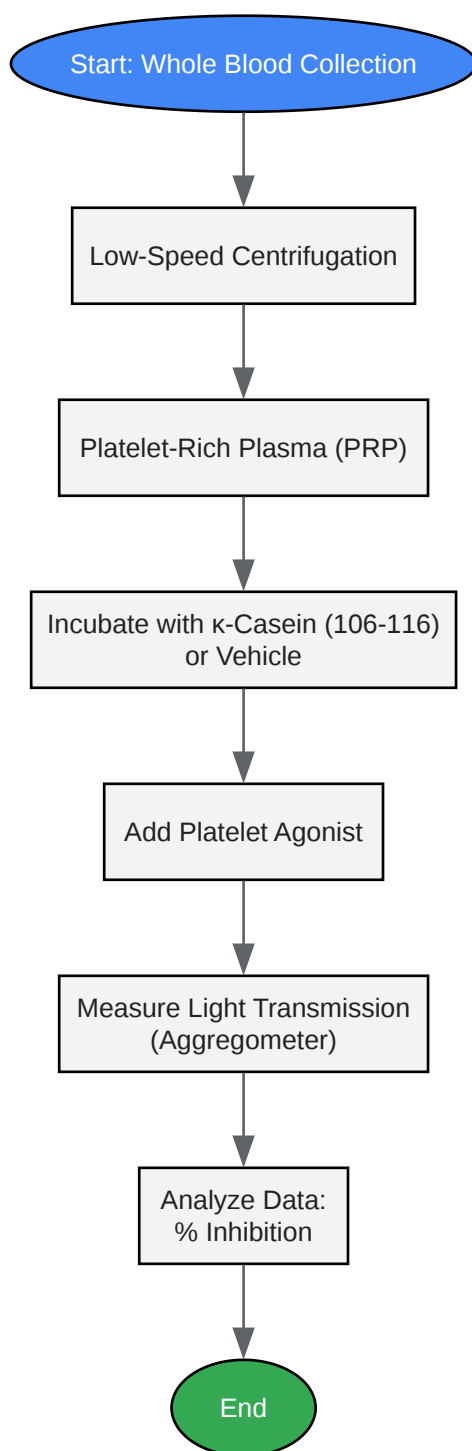 Start: Whole Blood Collection
Low-Speed Centrifugation
Platelet-Rich Plasma (PRP)
Incubate with κ-Casein (106-116)
or Vehicle
Add Platelet Agonist
Measure Light Transmission
(Aggregometer)
Analyze Data:
% Inhibition
End